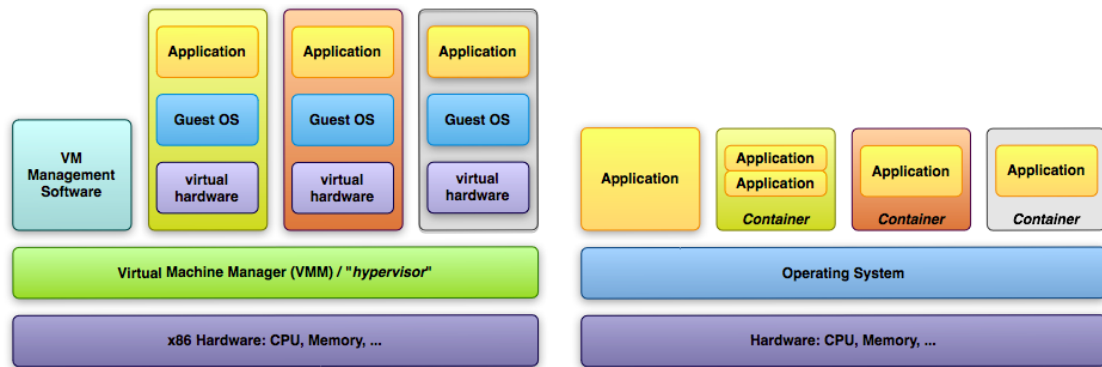 Application
Guest OS
virtual
hardware
Application
Guest OS
virtual
hardware
Application
Guest OS
virtual
hardware
VM
Management
Software
Virtual Machine Manager (VMM) / "hypervisor"
x86 Hardware: CPU, Memory, ...
Application
Application
Application
Container
Application
Container
Application
Container
Operating System
Hardware: CPU, Memory, ...